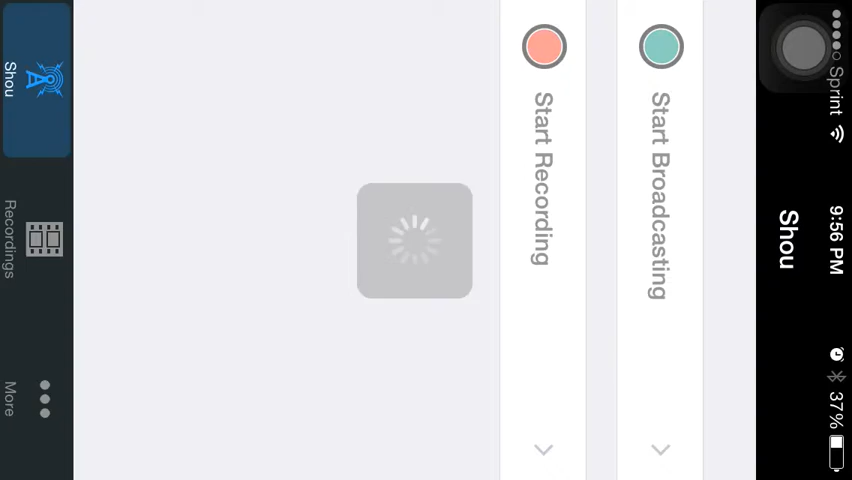 Sprint 9:56 PM 37%
Shou
Start Broadcasting
Start Recording
Shou Recordings More